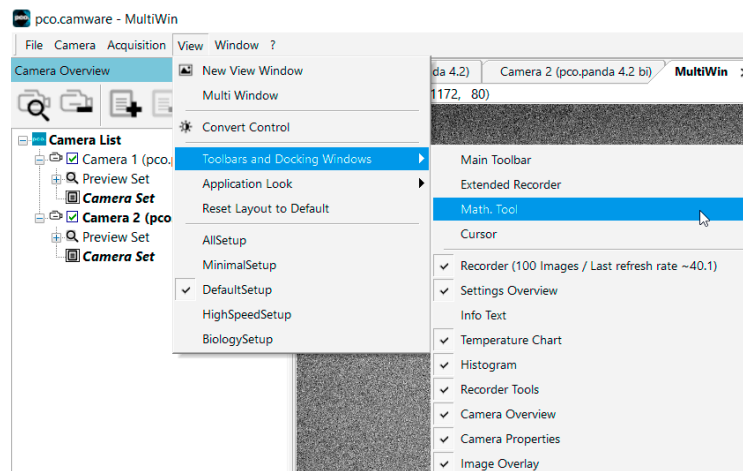 pco.camware - MultiWin
File Camera Acquisition View Window ?
Camera Overview
Camera List
Camera 1 (pco.
Preview Set
Camera Set
Camera 2 (pco
Preview Set
Camera Set
New View Window
Multi Window
Convert Control
Toolbars and Docking Windows
Application Look
Reset Layout to Default
AllSetup
MinimalSetup
DefaultSetup
HighSpeedSetup
BiologySetup
da 4.2) Camera 2 (pco.panda 4.2 bi) MultiWin
1172, 80)
Main Toolbar
Extended Recorder
Math. Tool
Cursor
Recorder (100 Images / Last refresh rate ~40.1)
Settings Overview
Info Text
Temperature Chart
Histogram
Recorder Tools
Camera Overview
Camera Properties
Image Overlay